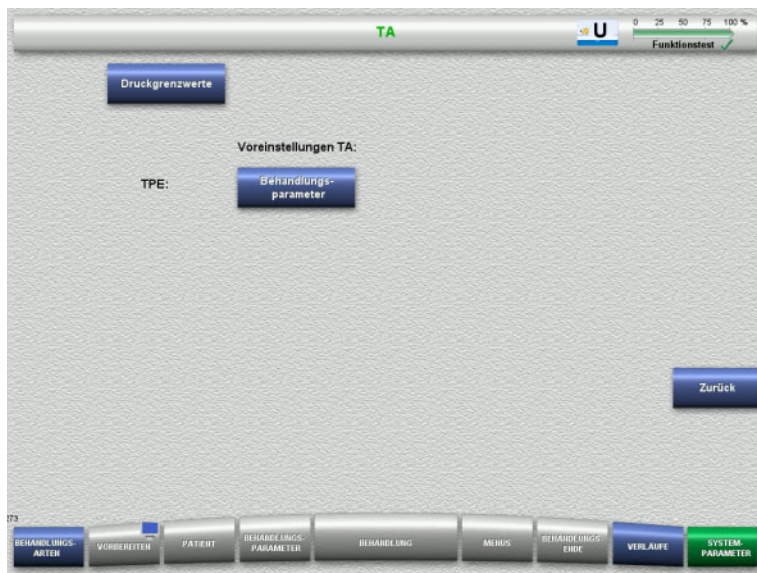 TA
U
0 25 50 75 100 %
Funktionstest
Druckgrenzwerte
Voreinstellungen TA:
TPE:
Behandlungs-
parameter
Zurück
273
BEHANDLUNGS-
ARTEN
VORBEREITEN
PATIENT
BEHANDLUNGS-
PARAMETER
BEHANDLUNG
MENUS
BEHANDLUNGS
ENDE
VERLÄUFE
SYSTEM-
PARAMETER